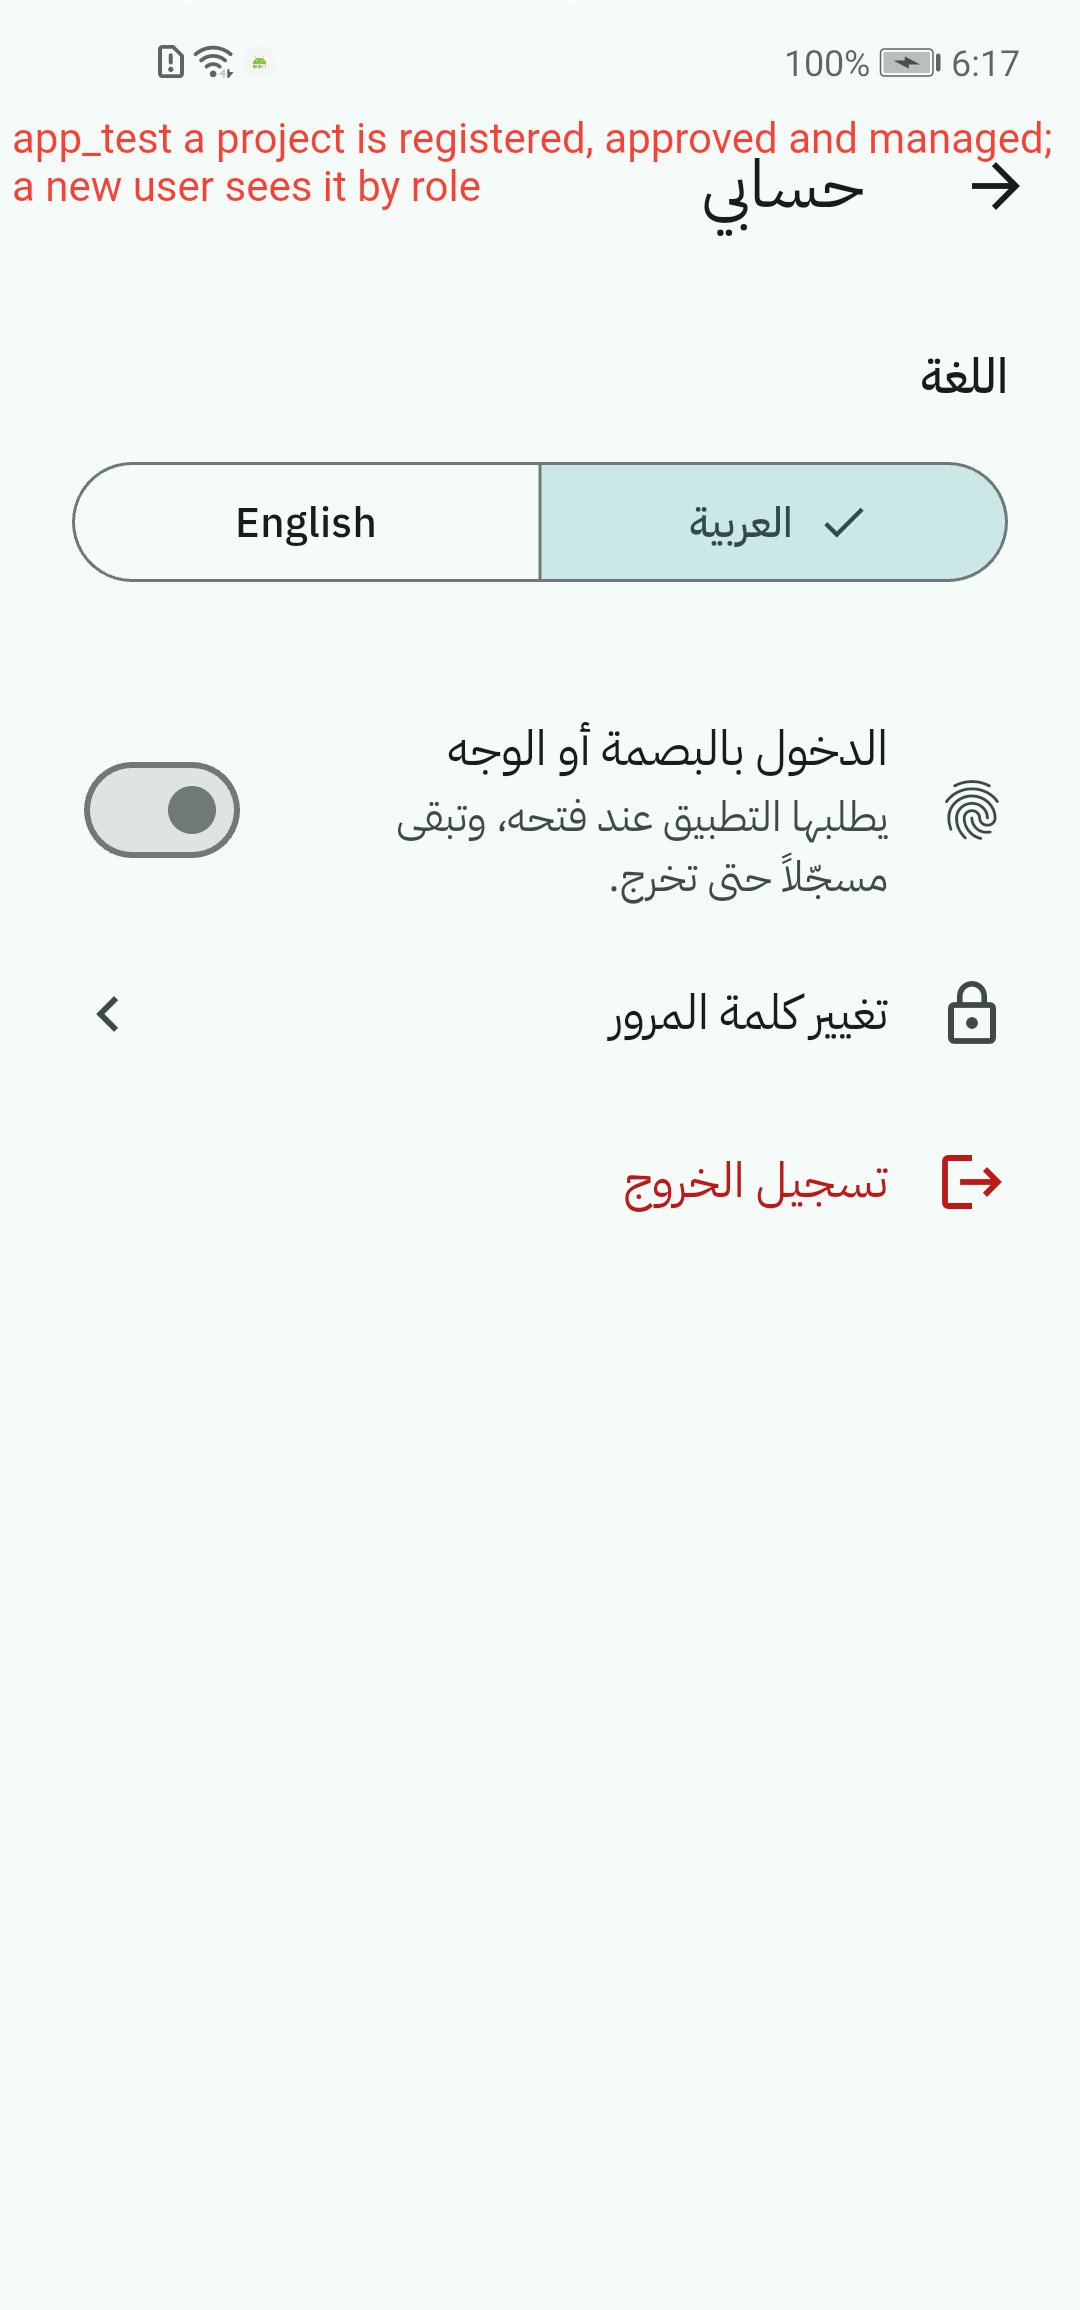 100% 6:17
app_test a project is registered, approved and managed;
a new user sees it by role
حسابي
اللغة
العربية
English
الدخول بالبصمة أو الوجه
يطلبها التطبيق عند فتحه، وتبقى
مسجّلاً حتى تخرج.
تغيير كلمة المرور
تسجيل الخروج